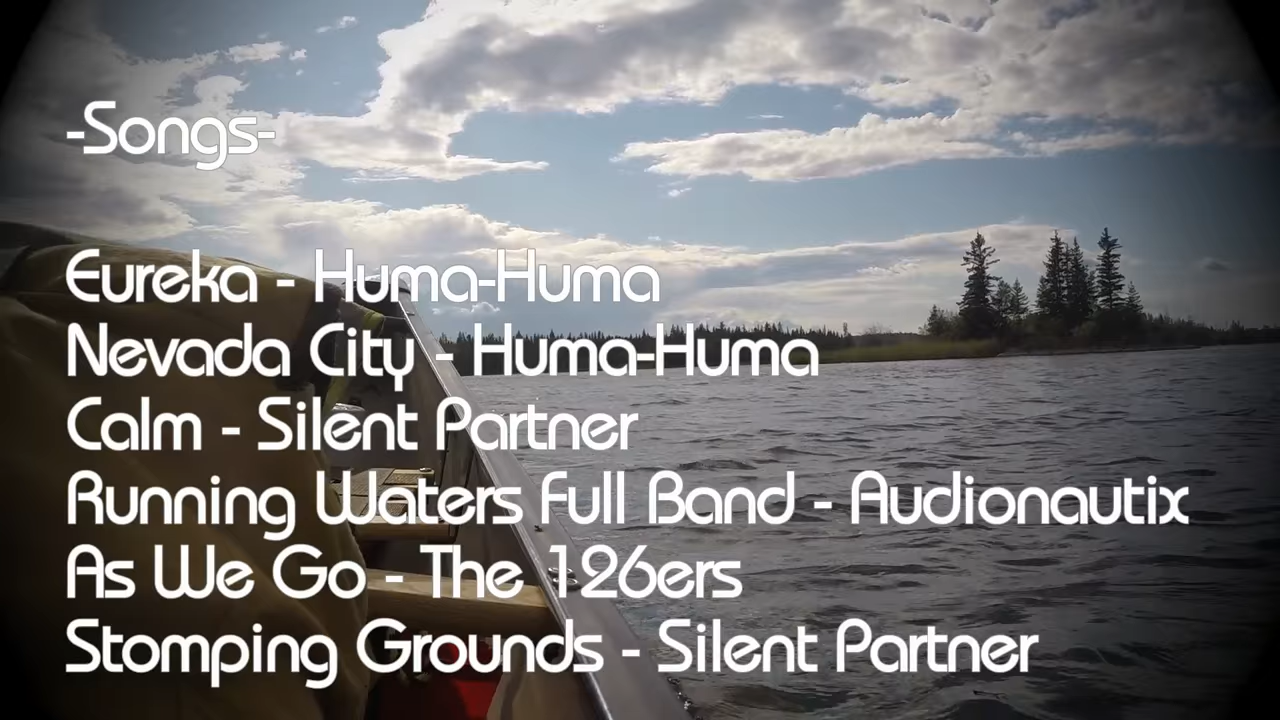 -Songs-
Eureka - Huma-Huma
Nevada City - Huma-Huma
Calm - Silent Partner
Running Waters Full Band - Audionautix
As We Go - The 126ers
Stomping Grounds - Silent Partner